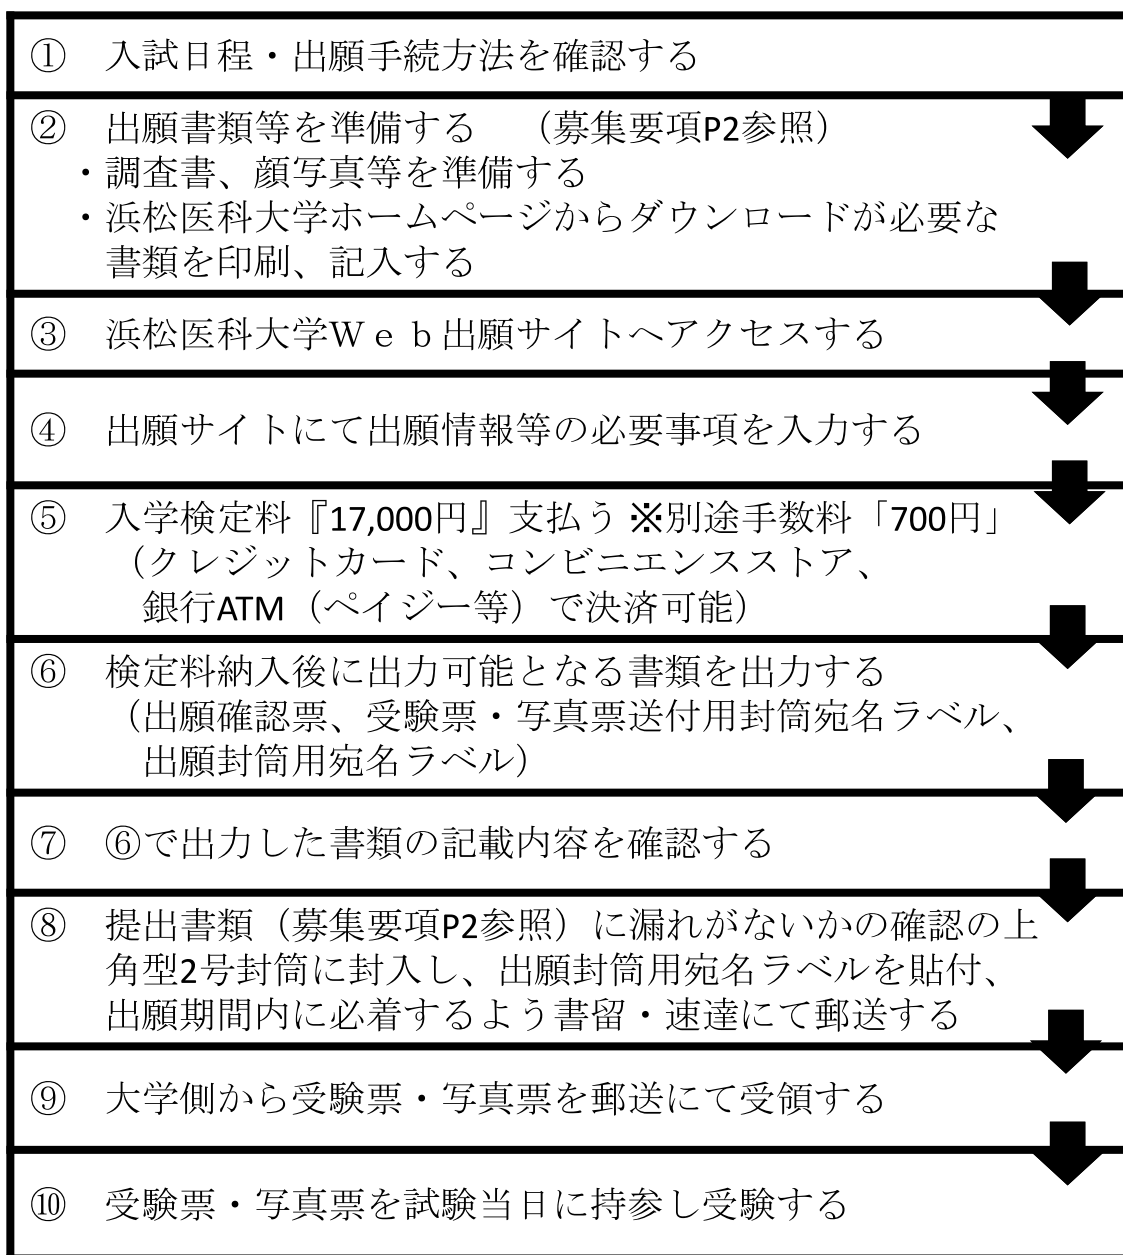 ① 入試日程・出願手続方法を確認する
② 出願書類等を準備する （募集要項P2参照）
・調査書、顔写真等を準備する
・浜松医科大学ホームページからダウンロードが必要な
書類を印刷、記入する
③ 浜松医科大学Ｗｅｂ出願サイトへアクセスする
④ 出願サイトにて出願情報等の必要事項を入力する
⑤ 入学検定料『17,000円』支払う ※別途手数料「700円」
（クレジットカード、コンビニエンスストア、
銀行ATM（ペイジー等）で決済可能）
⑥ 検定料納入後に出力可能となる書類を出力する
（出願確認票、受験票・写真票送付用封筒宛名ラベル、
出願封筒用宛名ラベル）
⑦ ⑥で出力した書類の記載内容を確認する
⑧ 提出書類（募集要項P2参照）に漏れがないかの確認の上
角型2号封筒に封入し、出願封筒用宛名ラベルを貼付、
出願期間内に必着するよう書留・速達にて郵送する
⑨ 大学側から受験票・写真票を郵送にて受領する
⑩ 受験票・写真票を試験当日に持参し受験する